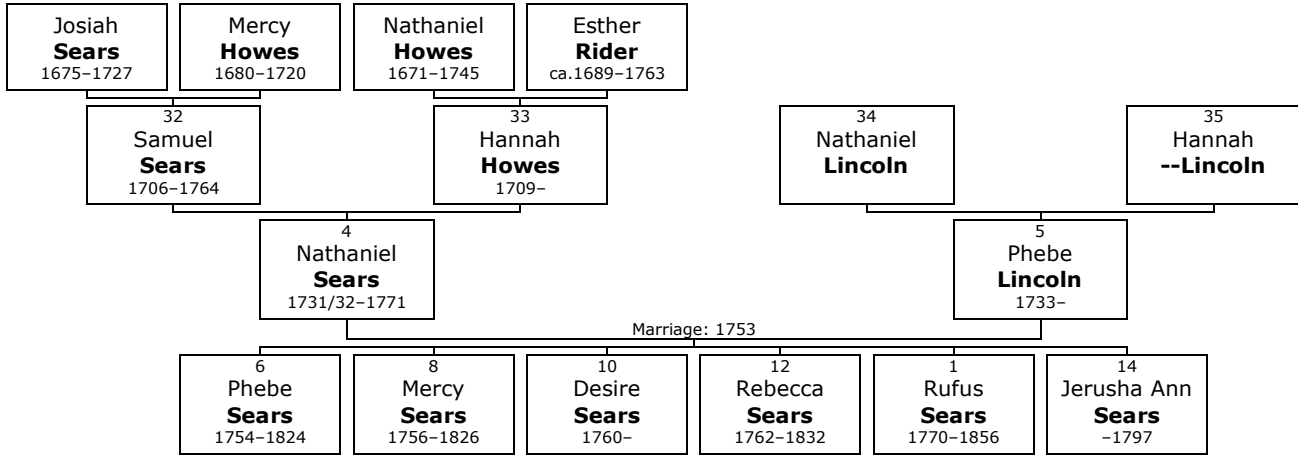 Josiah
Sears
1675–1727
Mercy
Howes
1680–1720
Nathaniel
Howes
1671–1745
Esther
Rider
ca.1689–1763
32
Samuel
Sears
1706–1764
33
Hannah
Howes
1709–
34
Nathaniel
Lincoln
35
Hannah
--Lincoln
4
Nathaniel
Sears
1731/32–1771
5
Phebe
Lincoln
1733–
Marriage: 1753
6
Phebe
Sears
1754–1824
8
Mercy
Sears
1756–1826
10
Desire
Sears
1760–
12
Rebecca
Sears
1762–1832
1
Rufus
Sears
1770–1856
14
Jerusha Ann
Sears
–1797